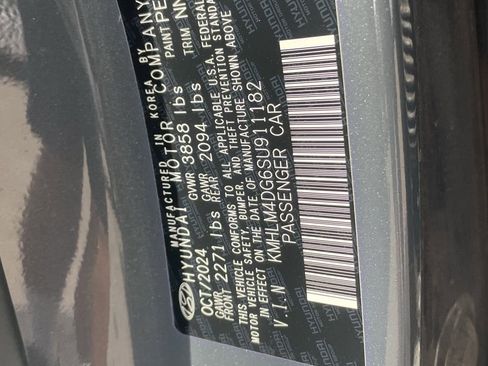 MANUFACTURED IN KOREA BY
HYUNDAI MOTOR COMPANY
OCT/2024 GVWR 3858 lbs TRIM NN PAINT PE
GAWR FRONT 2271 lbs GAWR REAR 2094 lbs
THIS VEHICLE CONFORMS TO ALL APPLICABLE U.S.A. FEDERAL
MOTOR VEHICLE SAFETY, BUMPER, AND THEFT PREVENTION STANDA
IN EFFECT ON THE DATE OF MANUFACTURE SHOWN ABOVE
V.I.N KMHLM4DG6SU911182
PASSENGER CAR